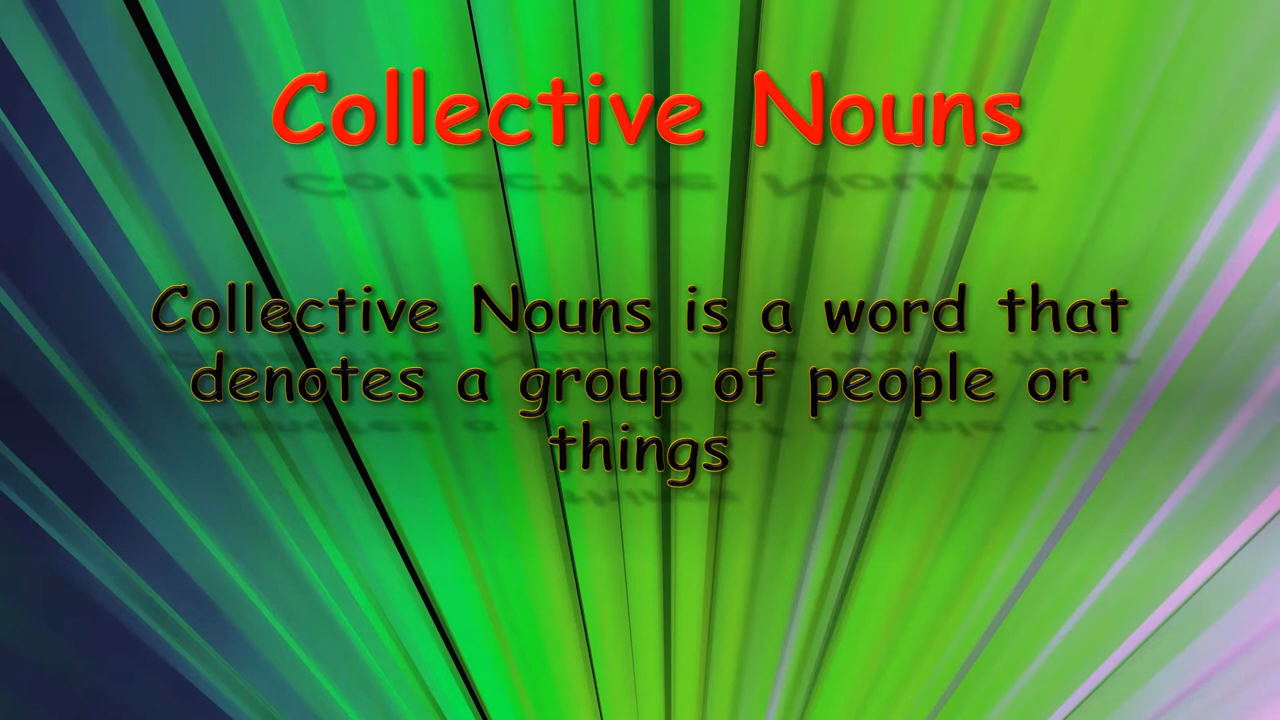 Collective Nouns
Collective Nouns is a word that
denotes a group of people or
things